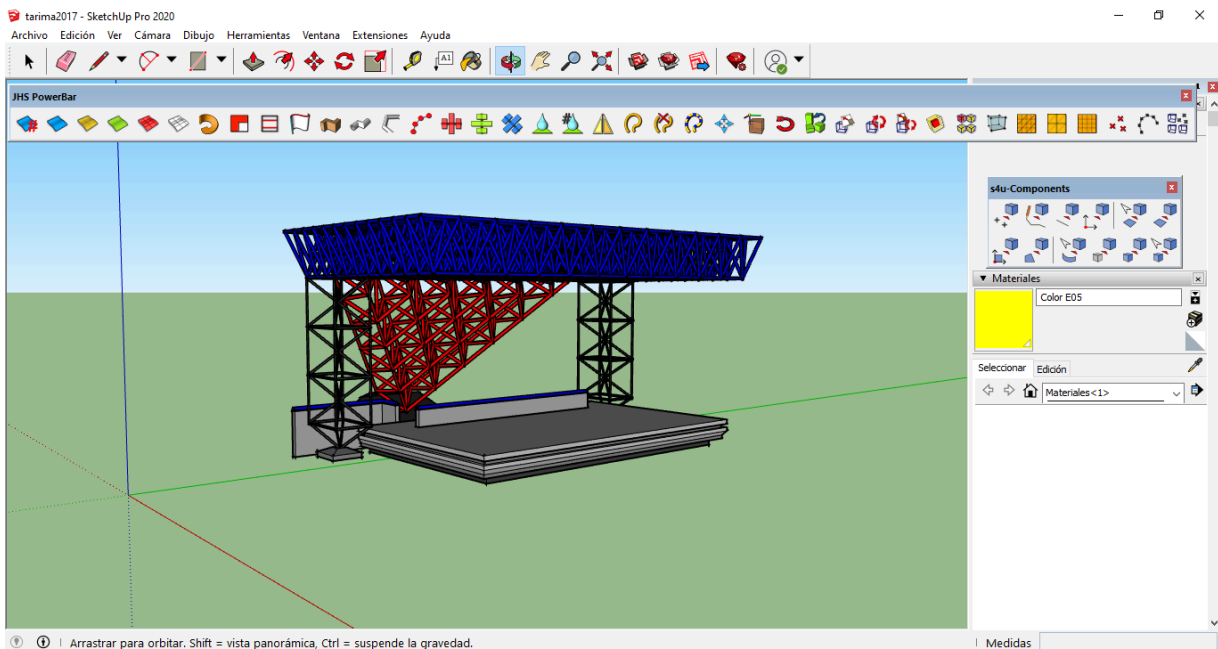 tarima2017 - SketchUp Pro 2020
Archivo Edición Ver Cámara Dibujo Herramientas Ventana Extensiones Ayuda
A1
JHS PowerBar
s4u-Components
Materiales
Color E05
Seleccionar Edición
Materiales<1>
Arrastrar para orbitar. Shift = vista panorámica, Ctrl = suspende la gravedad.
Medidas